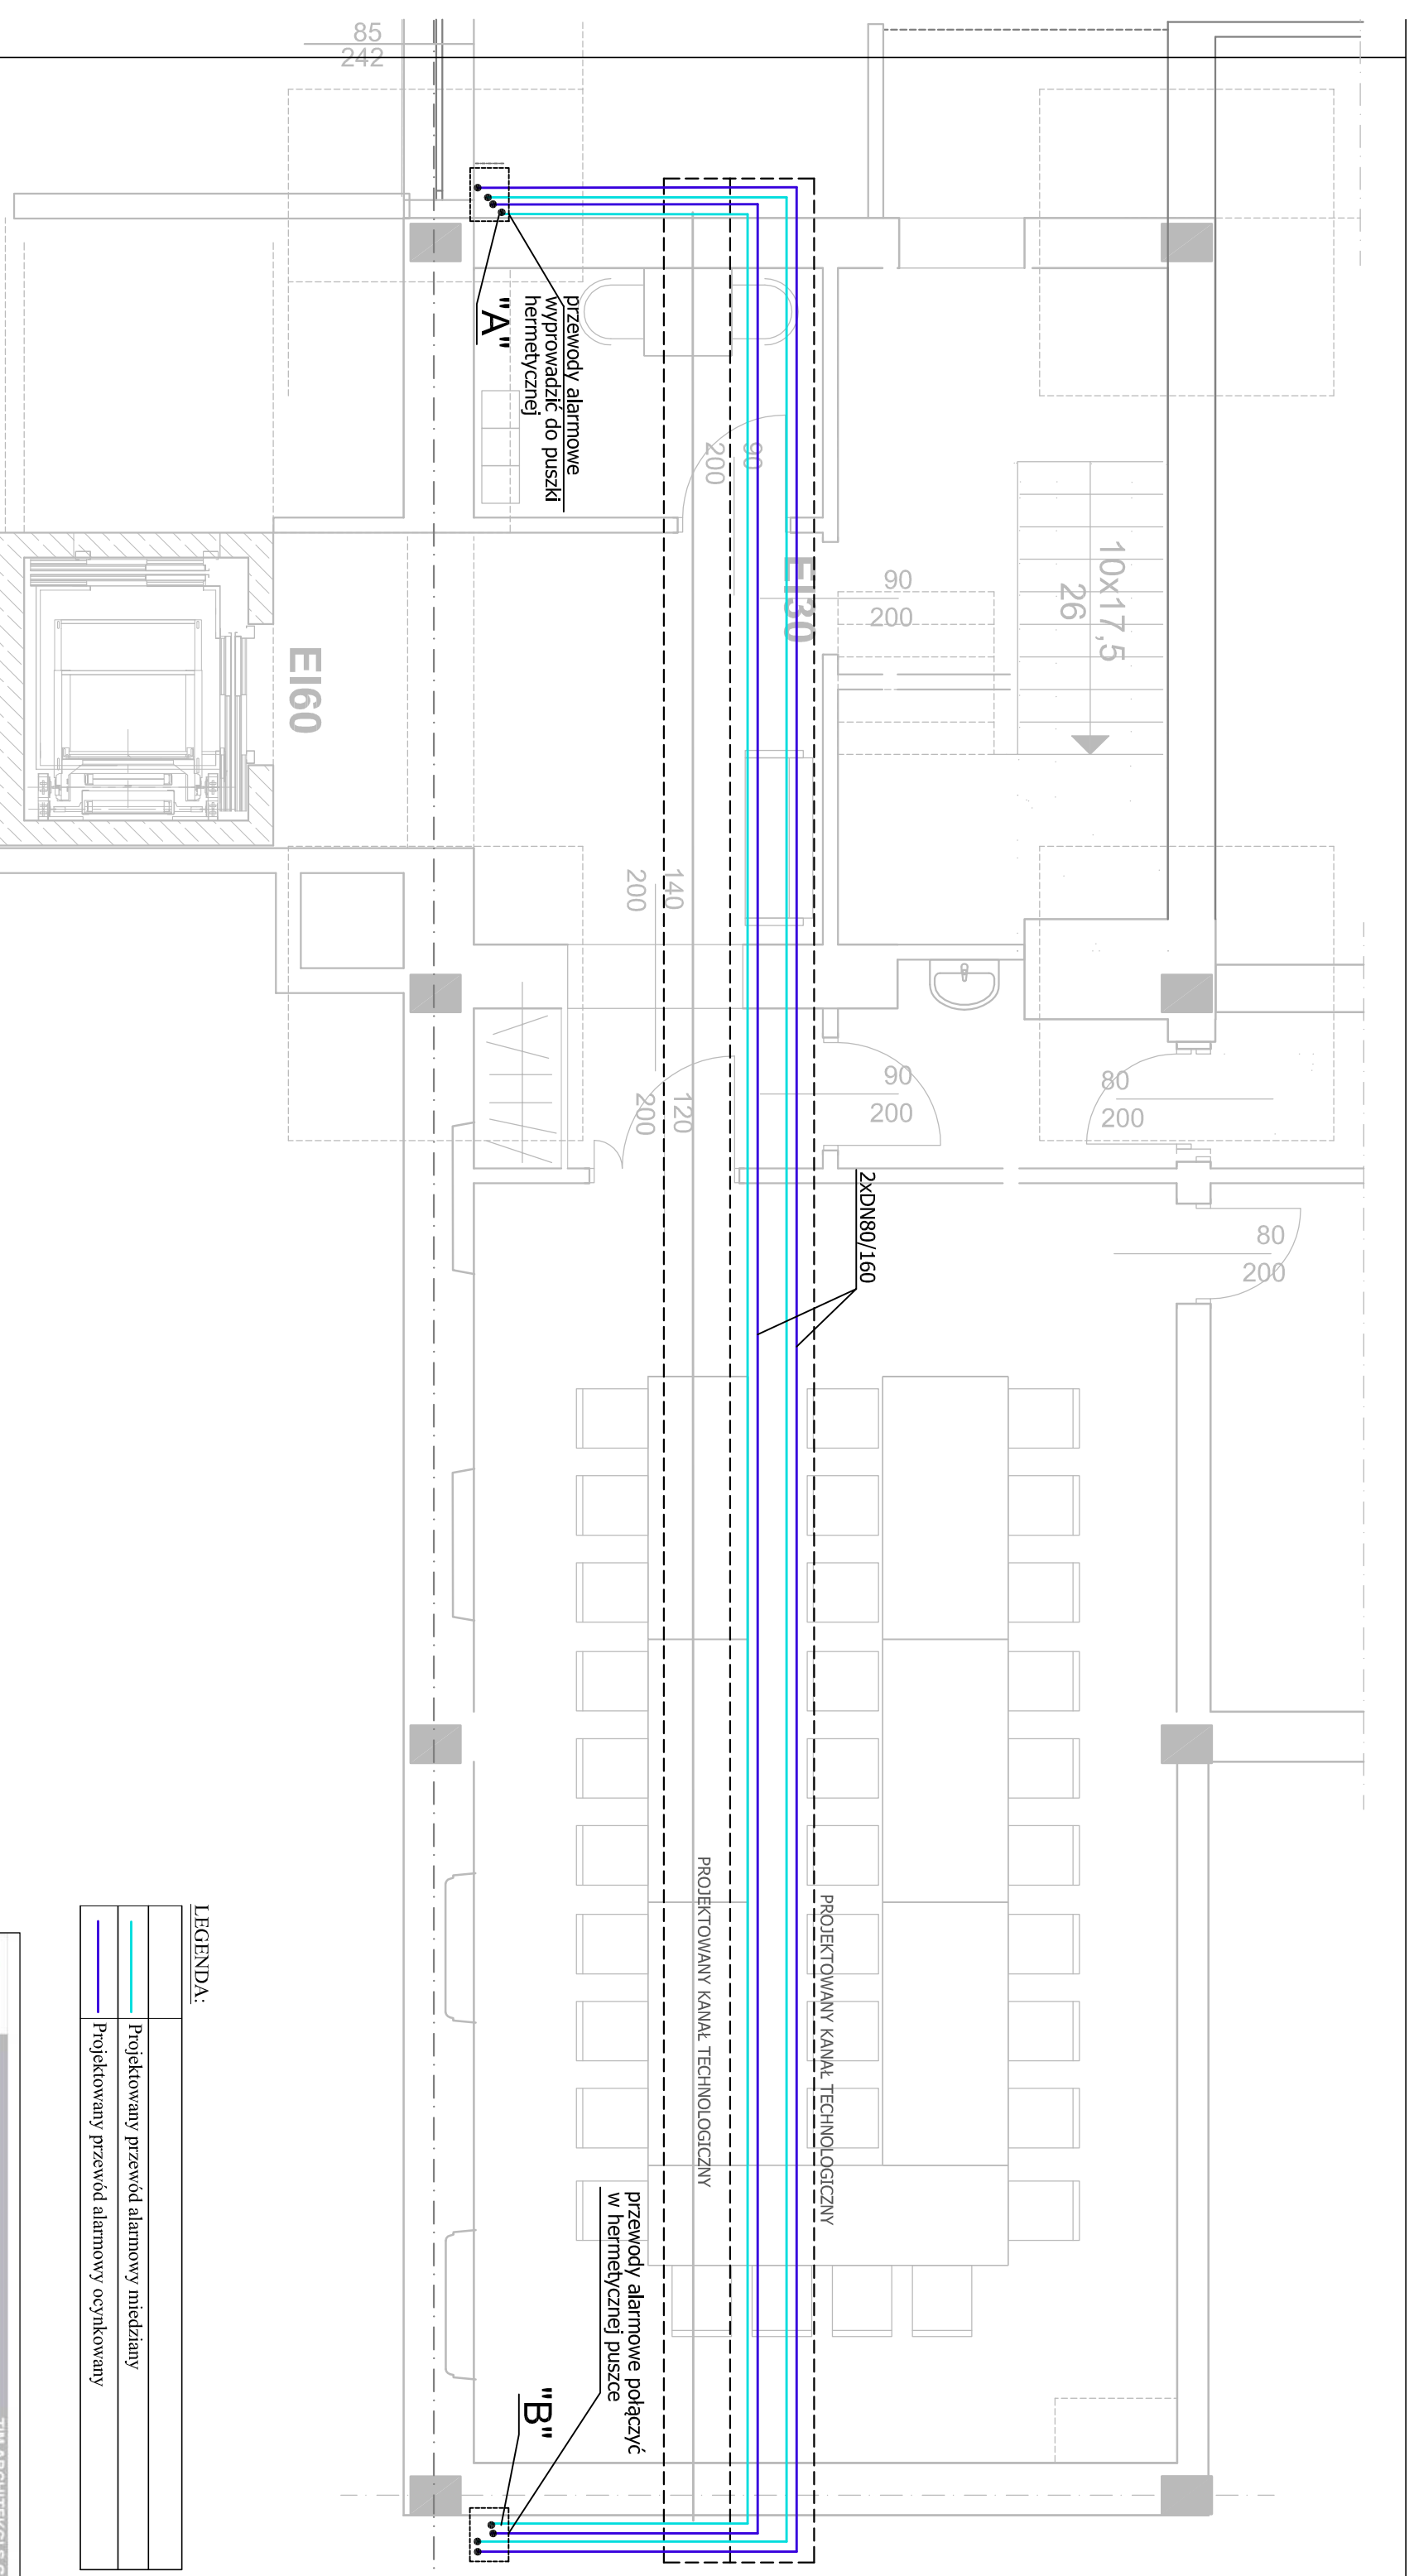 85
242
przewody alarmowe
wyprowadzić do puszki
hermetycznej
"A"
90
200
EI30
90
200
10x17,5
26
EI60
140
200
120
200
90
200
80
200
80
200
2xDN80/160
PROJEKTOWANY KANAŁ TECHNOLOGICZNY
PROJEKTOWANY KANAŁ TECHNOLOGICZNY
przewody alarmowe połączyć
w hermetycznej puszce
"B"
LEGENDA:
Projektowany przewód alarmowy miedziany
Projektowany przewód alarmowy ocynkowany